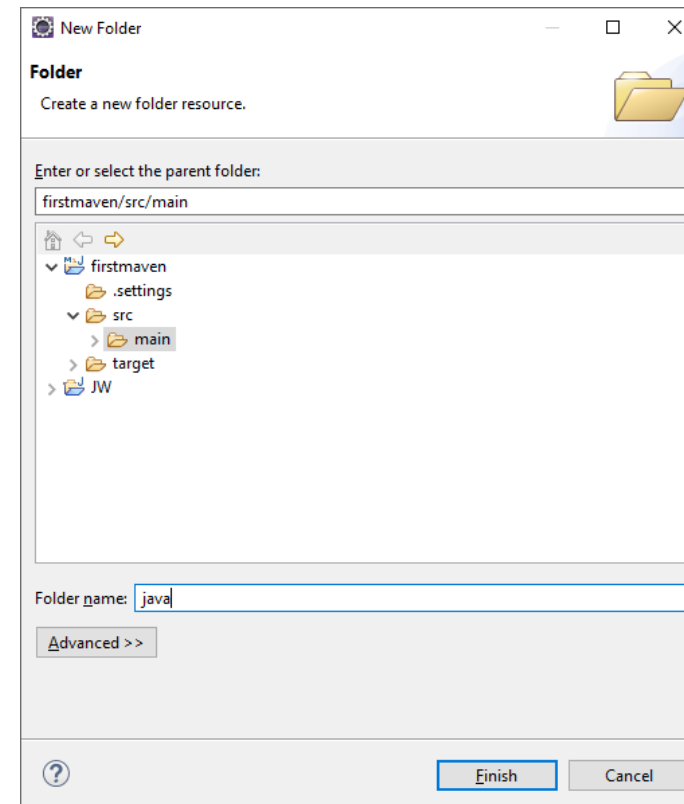 New Folder
Folder
Create a new folder resource.
Enter or select the parent folder:
firstmaven/src/main
firstmaven
.settings
src
main
target
JW
Folder name: java
Advanced >>
Finish Cancel